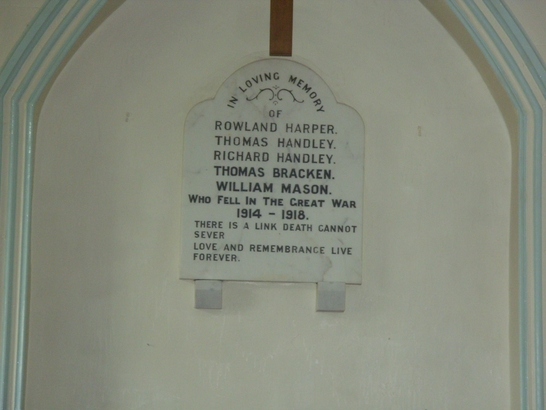 IN LOVING MEMORY
OF
ROWLAND HARPER.
THOMAS HANDLEY.
RICHARD HANDLEY.
THOMAS BRACKEN.
WILLIAM MASON.
WHO FELL IN THE GREAT WAR
1914 - 1918.
THERE IS A LINK DEATH CANNOT
SEVER
LOVE AND REMEMBRANCE LIVE
FOREVER.